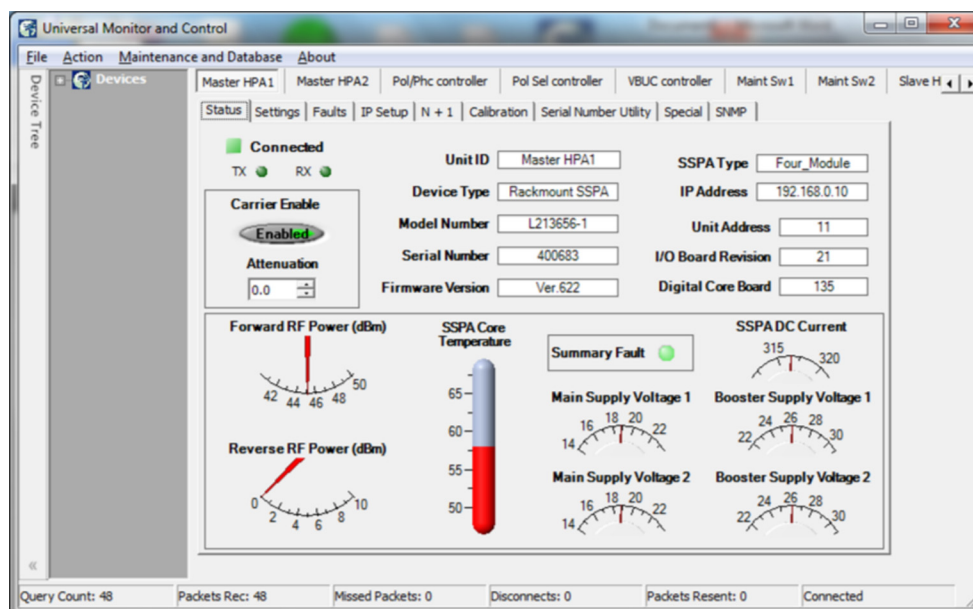 Universal Monitor and Control
File Action Maintenance and Database About
Device Tree
Devices
Master HPA1 Master HPA2 Pol/Phc controller Pol Sel controller VBUC controller Maint Sw1 Maint Sw2 Slave H
Status Settings Faults IP Setup N + 1 Calibration Serial Number Utility Special SNMP
Connected
TX RX
Carrier Enable
Enabled
Attenuation
0.0
Unit ID Master HPA1
Device Type Rackmount SSPA
Model Number L213656-1
Serial Number 400683
Firmware Version Ver.622
SSPA Type Four_Module
IP Address 192.168.0.10
Unit Address 11
I/O Board Revision 21
Digital Core Board 135
Forward RF Power (dBm)
42 44 46 48 50
Reverse RF Power (dBm)
0 2 4 6 8 10
SSPA Core
Temperature
65
60
55
50
Summary Fault
SSPA DC Current
315 320
Main Supply Voltage 1
14 16 18 20 22
Booster Supply Voltage 1
22 24 26 28 30
Main Supply Voltage 2
14 16 18 20 22
Booster Supply Voltage 2
22 24 26 28 30
Query Count: 48 Packets Rec: 48 Missed Packets: 0 Disconnects: 0 Packets Resent: 0 Connected